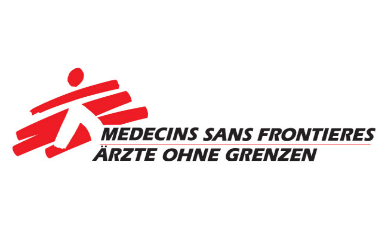 MEDECINS SANS FRONTIERES
ÄRZTE OHNE GRENZEN